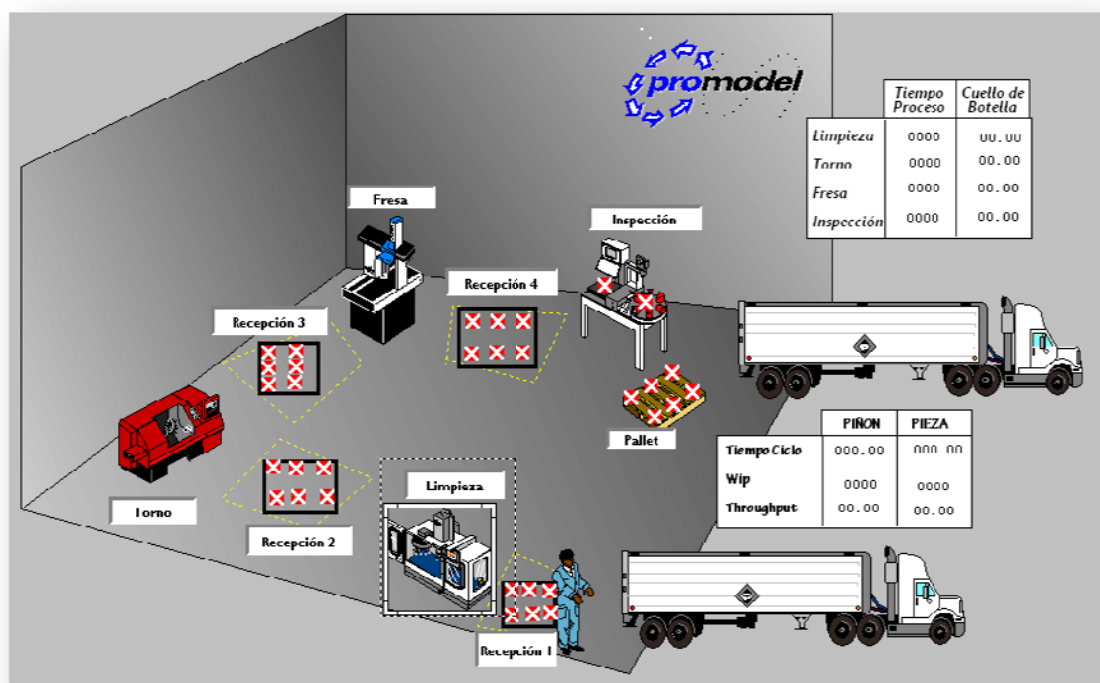 promodel
Tiempo Proceso
Cuello de Botella
Limpieza 0000 00.00
Torno 0000 00.00
Fresa 0000 00.00
Inspección 0000 00.00
Fresa
Inspección
Recepción 4
Recepción 3
Pallet
PIÑON PIEZA
Tiempo Ciclo 000.00 000.00
Wip 0000 0000
Throughput 00.00 00.00
Limpieza
Torno
Recepción 2
Recepción 1